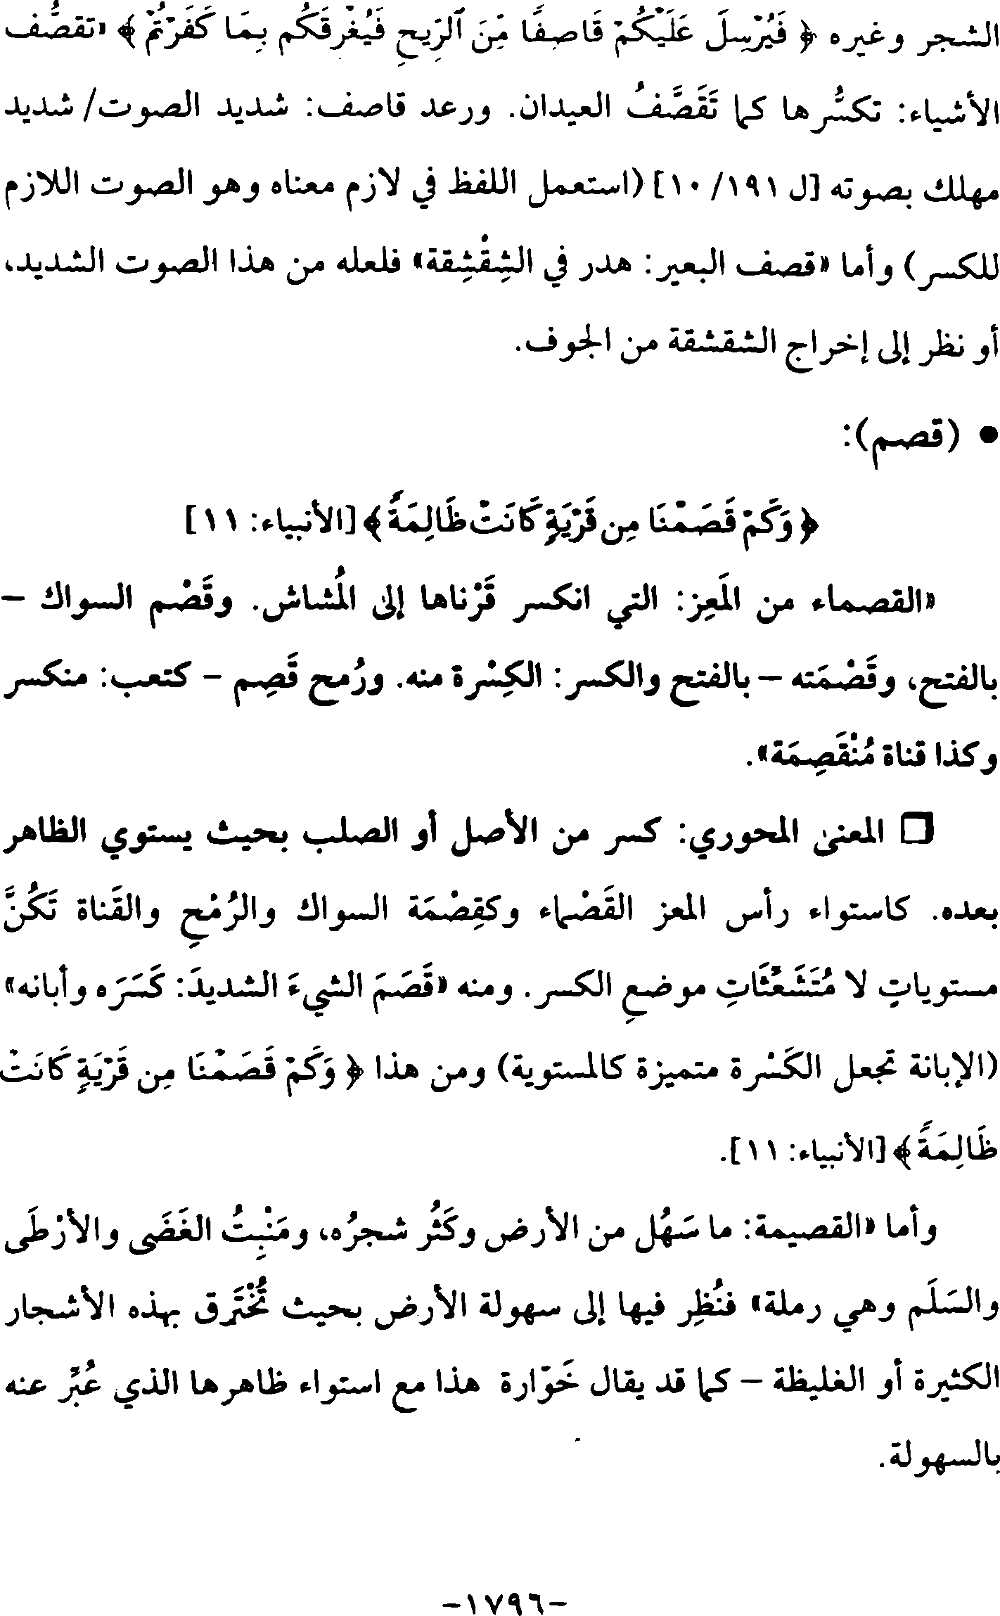 الشجر وغيره ﴿ فَيُرْسِلَ عَلَيْكُمْ قَاصِفًا مِّنَ ٱلرِّيحِ فَيُغْرِقَكُم بِمَا كَفَرْتُمْ ﴾ «تقصُّف
الأشياء: تكسُّرها كما تَقَصَّفُ العيدان. ورعد قاصف: شديد الصوت/ شديد
مهلك بصوته [ل ١٩١/ ١٠] (استعمل اللفظ في لازم معناه وهو الصوت اللازم
للكسر) وأما «قصف البعير: هدر في الشِقْشِقة» فلعله من هذا الصوت الشديد،
أو نظر إلى إخراج الشقشقة من الجوف.
• (قصم):
﴿ وَكَمْ قَصَمْنَا مِن قَرْيَةٍ كَانَتْ ظَالِمَةً ﴾ [الأنبياء: ١١]
«القصماء من المَعِز: التي انكسر قَرْناها إلى المُشاش. وقَصْم السواك –
بالفتح، وقَصْمَته – بالفتح والكسر: الكِسْرة منه. ورُمح قَصِم – كتعب: منكسر
وكذا قناة مُنْقَصِمَة».
❒ المعنى المحوري: كسر من الأصل أو الصلب بحيث يستوي الظاهر
بعده. كاستواء رأس المعز القَصْماء وكقِصْمَة السواك والرُمْحِ والقَناة تَكُنَّ
مستوياتٍ لا مُتَشَعِّثَاتِ موضعِ الكسر. ومنه «قَصَمَ الشيءَ الشديدَ: كَسَرَه وأبانه»
(الإبانة تجعل الكَسْرة متميزة كالمستوية) ومن هذا ﴿ وَكَمْ قَصَمْنَا مِن قَرْيَةٍ كَانَتْ
ظَالِمَةً ﴾ [الأنبياء: ١١].
وأما «القصيمة: ما سَهُل من الأرض وكَثُر شجرُه، ومَنْبِتُ الغَضَى والأرْطَى
والسَلَم وهي رملة» فنُظِر فيها إلى سهولة الأرض بحيث تُخْتَرق بهذه الأشجار
الكثيرة أو الغليظة – كما قد يقال خَوّارة هذا مع استواء ظاهرها الذي عُبِّر عنه
بالسهولة.
-١٧٩٦-